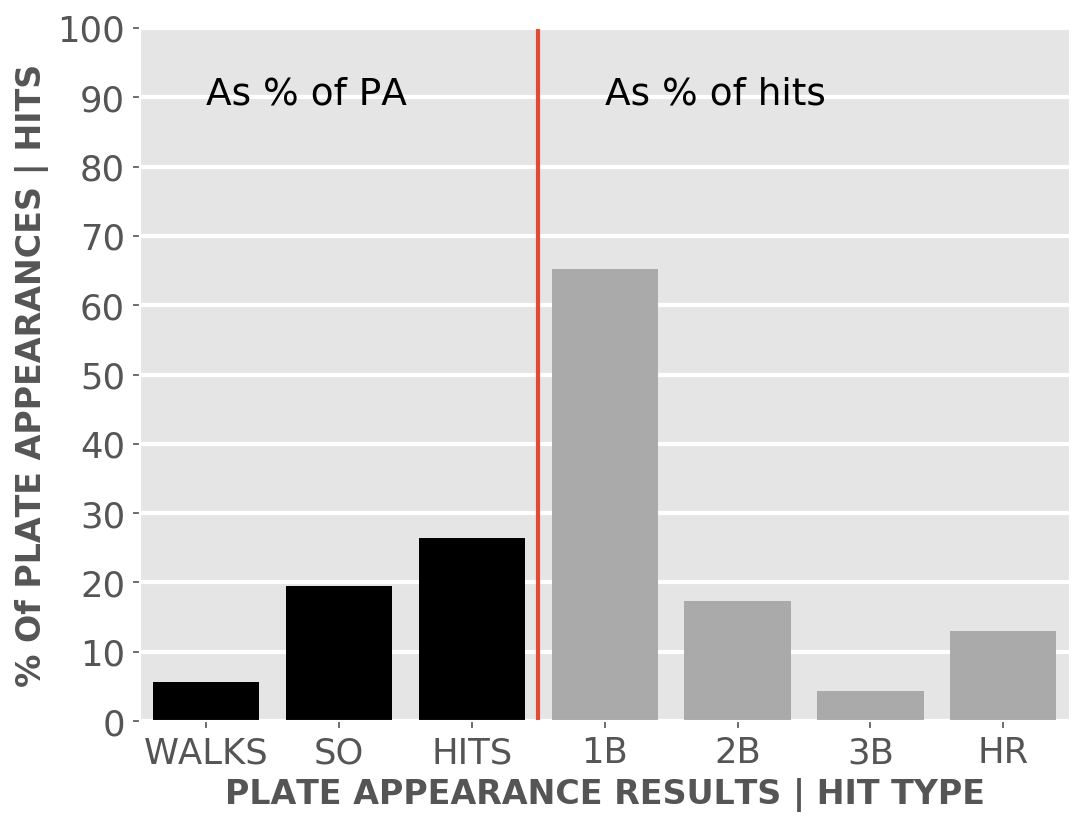 As % of PA
As % of hits
% Of PLATE APPEARANCES | HITS
100
90
80
70
60
50
40
30
20
10
0
WALKS SO HITS 1B 2B 3B HR
PLATE APPEARANCE RESULTS | HIT TYPE